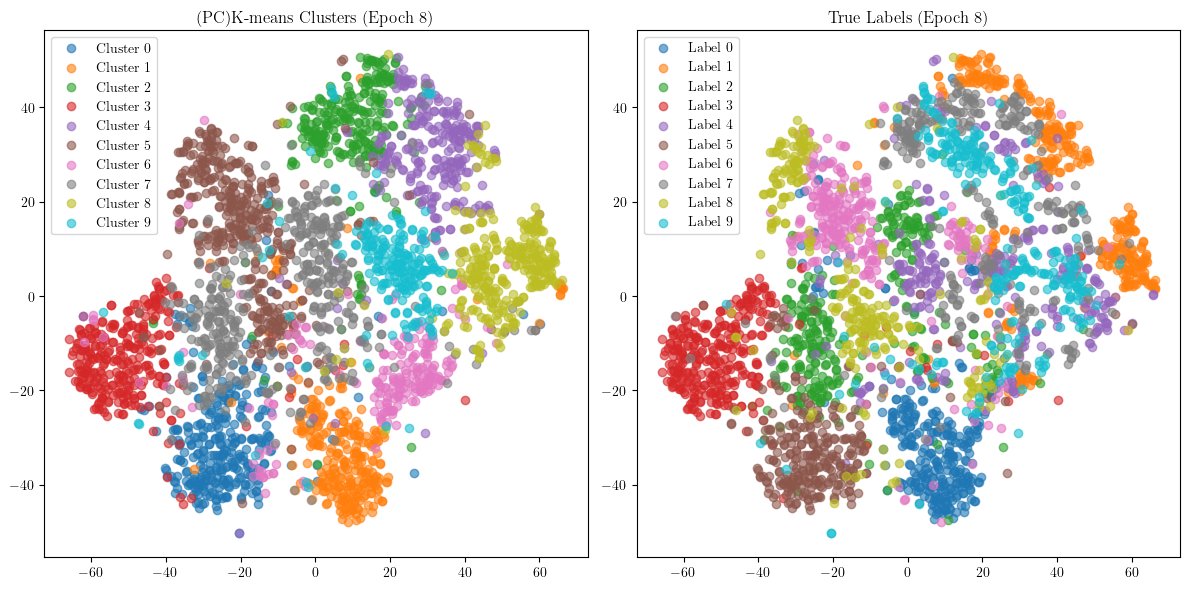 (PC)K-means Clusters (Epoch 8)
Cluster 0
Cluster 1
Cluster 2
Cluster 3
Cluster 4
Cluster 5
Cluster 6
Cluster 7
Cluster 8
Cluster 9
40
20
0
−20
−40
−60
−40
−20
0
20
40
60
True Labels (Epoch 8)
Label 0
Label 1
Label 2
Label 3
Label 4
Label 5
Label 6
Label 7
Label 8
Label 9
40
20
0
−20
−40
−60
−40
−20
0
20
40
60